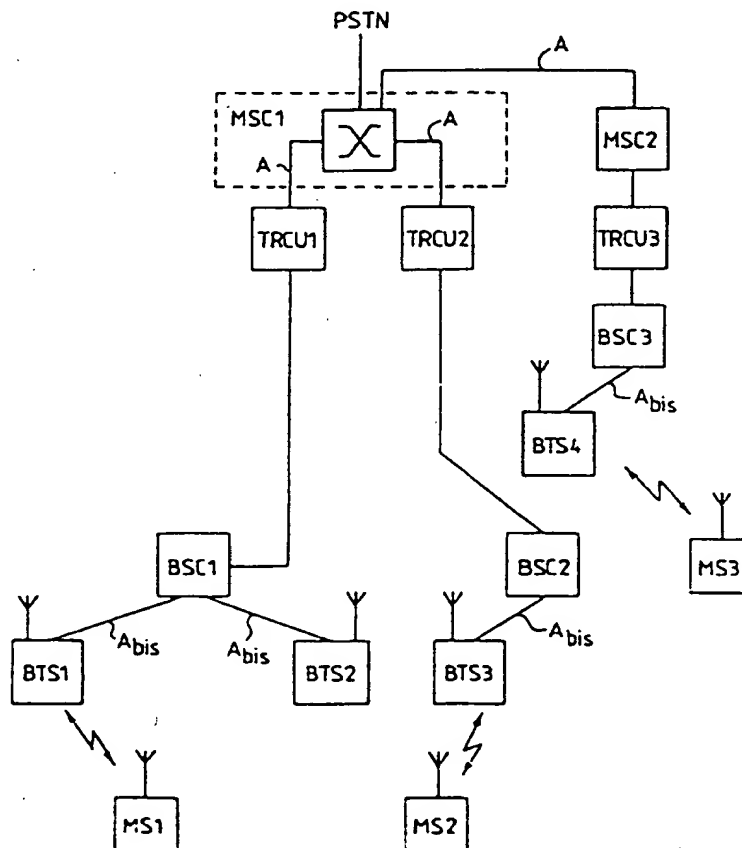 PSTN
A
MSC1
A
A
MSC2
TRCU1
TRCU2
TRCU3
BSC3
Abis
BTS4
BSC1
BSC2
MS3
Abis
Abis
Abis
BTS1
BTS2
BTS3
MS1
MS2